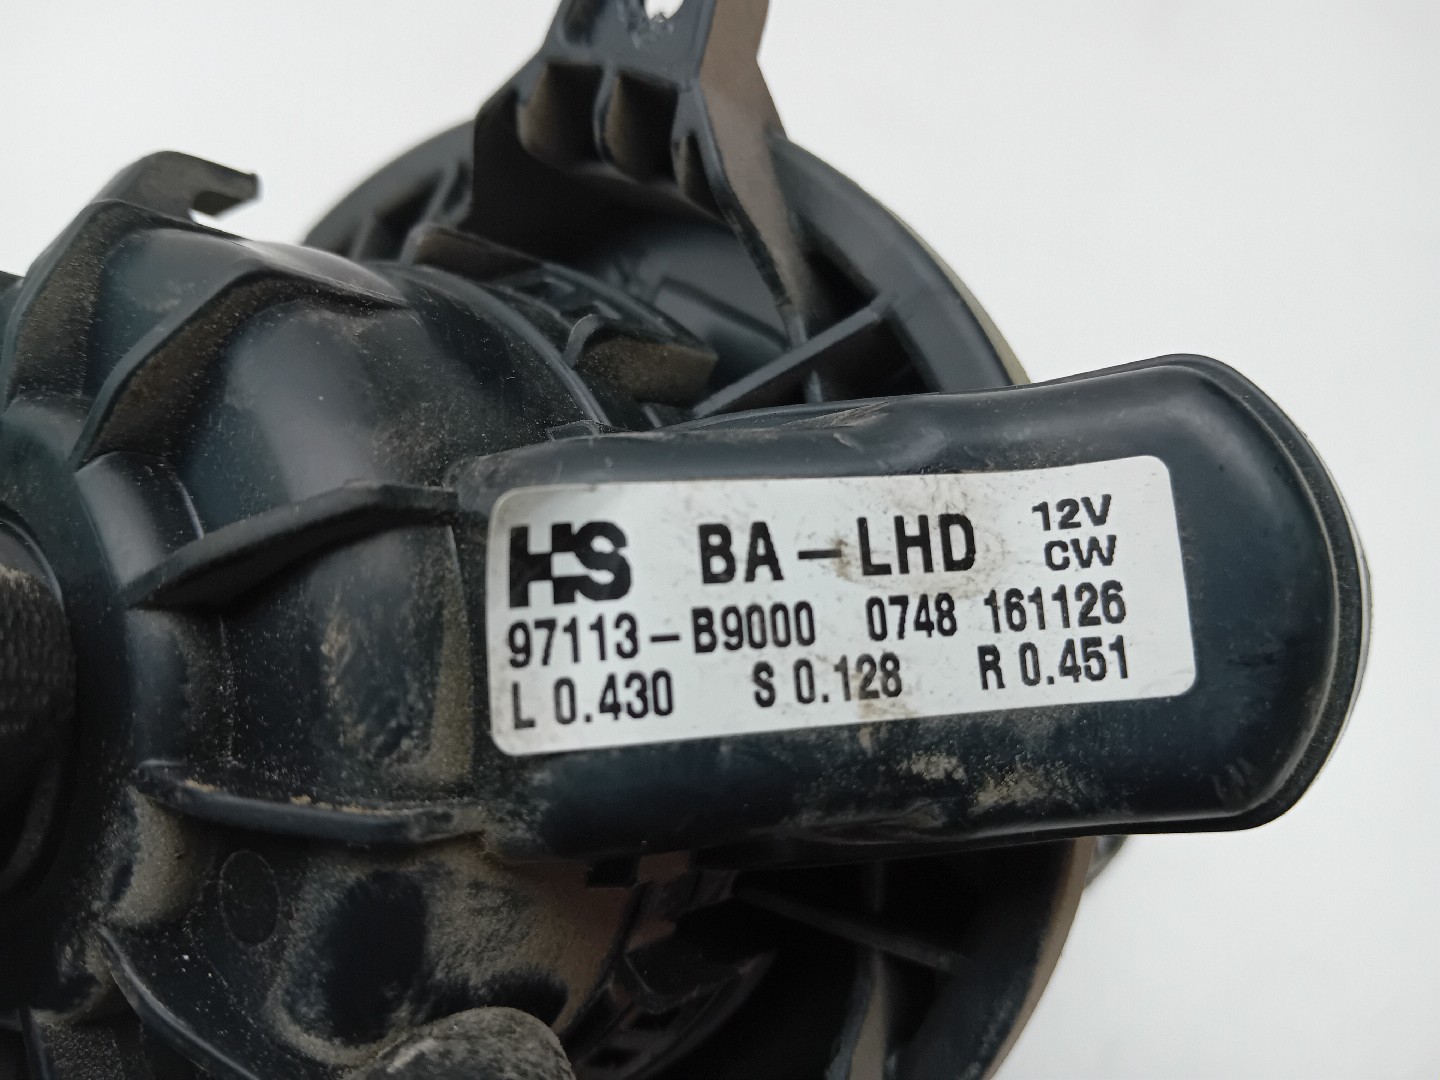 HS BA-LHD 12V
CW
97113-B9000 0748 161126
L 0.430 S 0.128 R 0.451